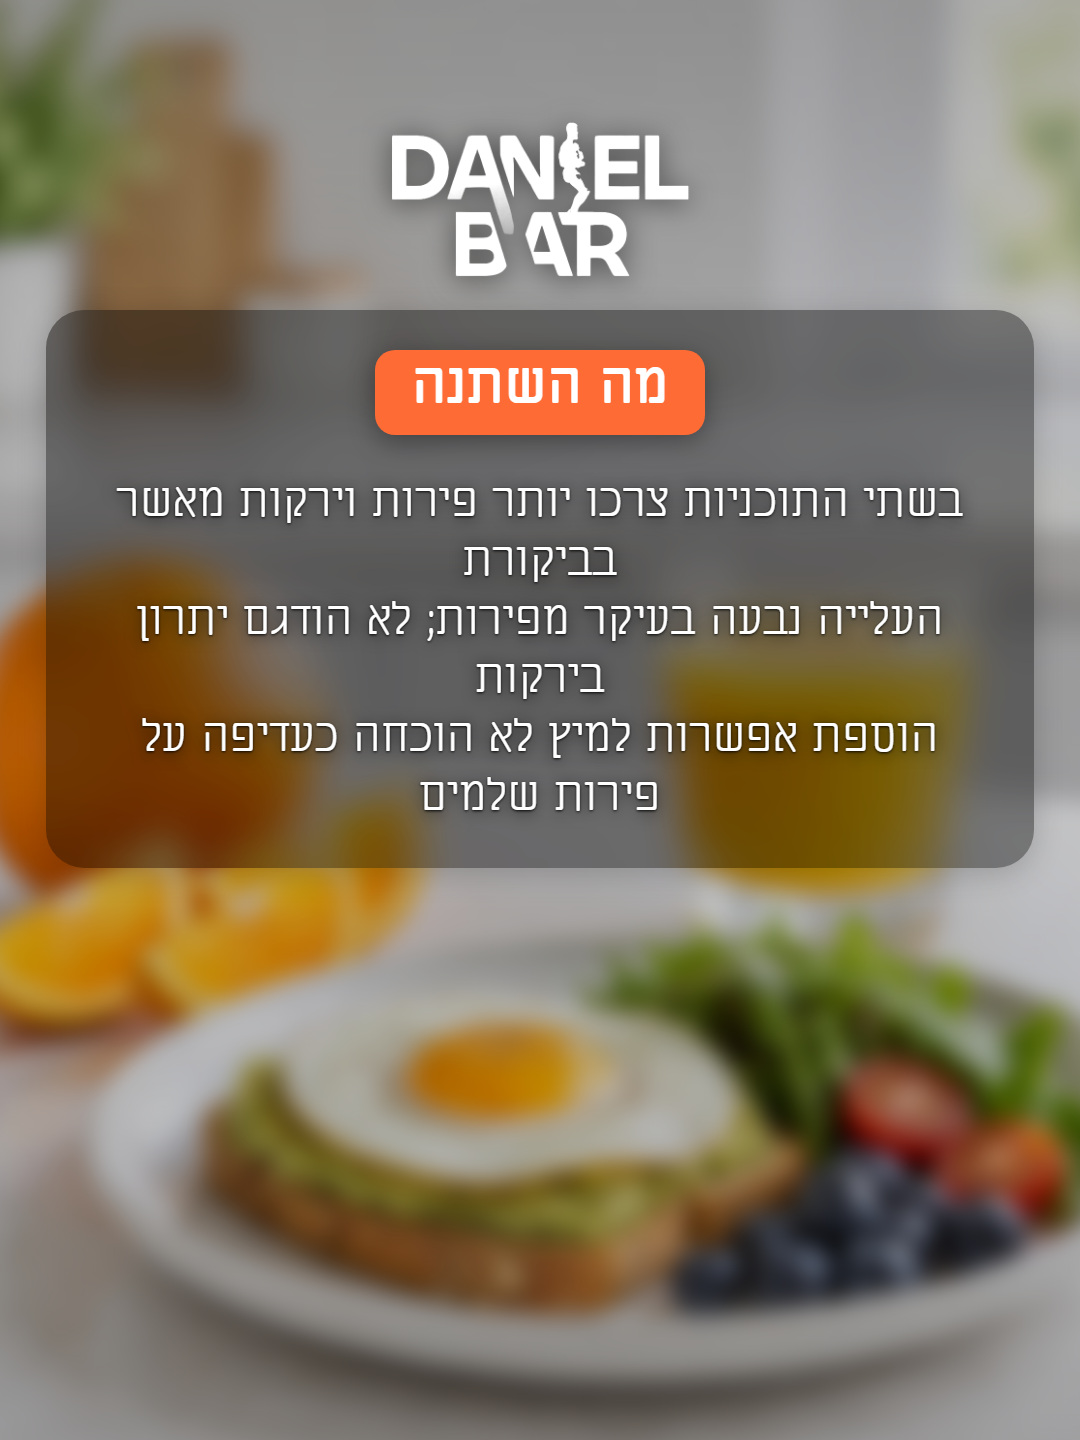 DANIEL
BAR
מה השתנה
בשתי התוכניות צרכו יותר פירות וירקות מאשר
בביקורת
העלייה נבעה בעיקר מפירות; לא הודגם יתרון
בירקות
הוספת אפשרות למיץ לא הוכחה כעדיפה על
פירות שלמים